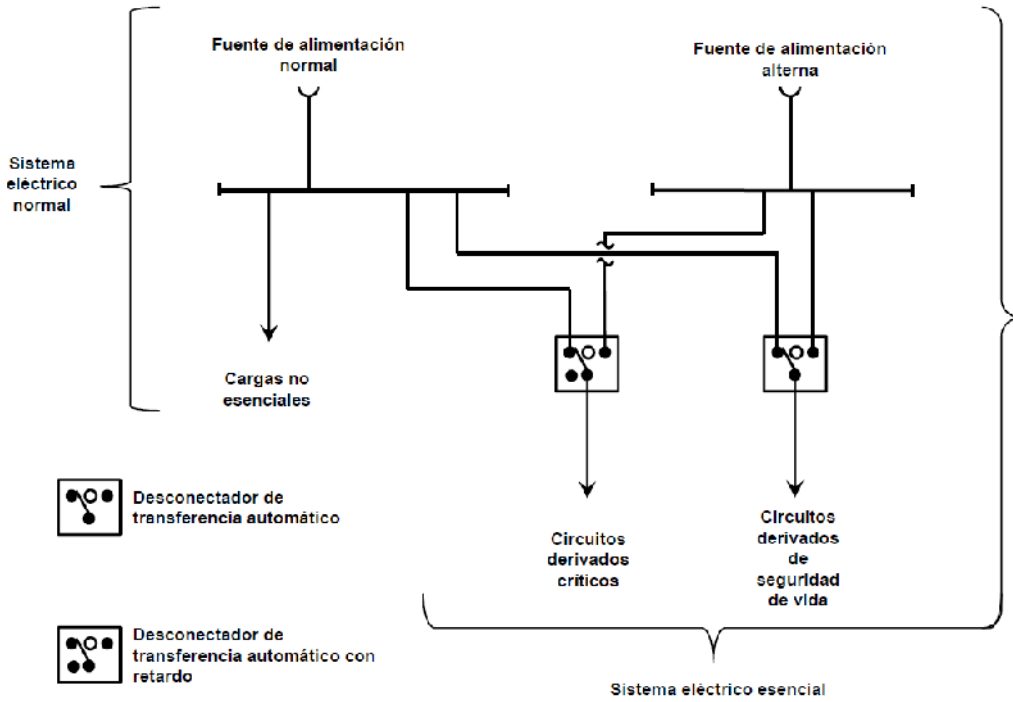 Fuente de alimentación
normal
Fuente de alimentación
alterna
Sistema
eléctrico
normal
Cargas no
esenciales
Desconectador de
transferencia automático
Circuitos
derivados
críticos
Circuitos
derivados
de
seguridad
de vida
Desconectador de
transferencia automático con
retardo
Sistema eléctrico esencial